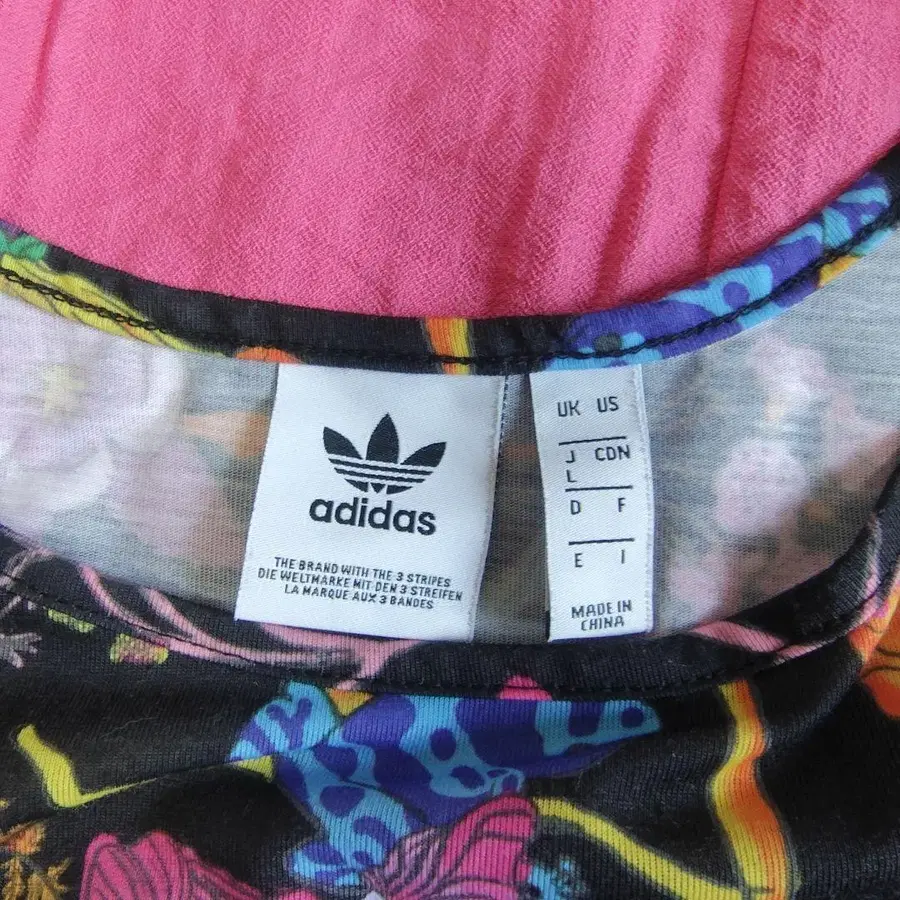 adidas
THE BRAND WITH THE 3 STRIPES
DIE WELTMARKE MIT DEN 3 STREIFEN
LA MARQUE AUX 3 BANDES
UK US
J CDN
L
D F
E I
MADE IN
CHINA